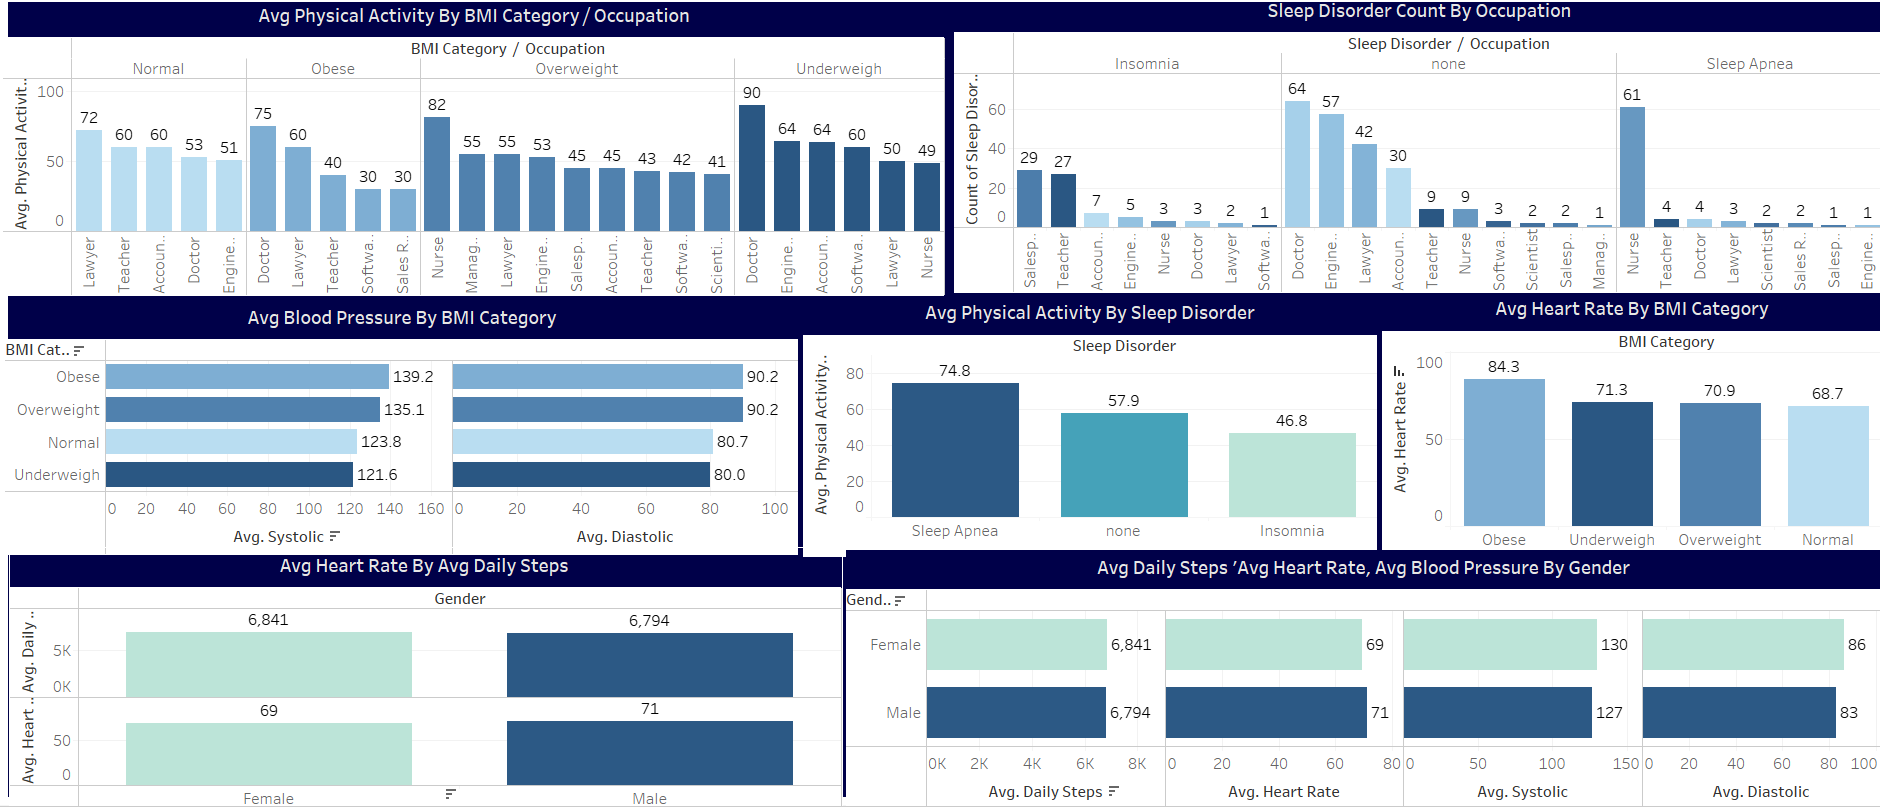 Avg Physical Activity By BMI Category / Occupation
BMI Category / Occupation
Normal Obese Overweight Underweigh
Avg. Physical Activit..
100
50
0
72 60 60 53 51
75 60 40 30 30
82 55 55 53 45 45 43 42 41
90 64 64 60 50 49
Lawyer Teacher Accoun.. Doctor Engine..
Doctor Lawyer Teacher Softwa.. Sales R..
Nurse Manag.. Lawyer Engine.. Salesp.. Accoun.. Teacher Softwa.. Scienti..
Doctor Engine.. Accoun.. Softwa.. Lawyer Nurse
Sleep Disorder Count By Occupation
Sleep Disorder / Occupation
Insomnia none Sleep Apnea
Count of Sleep Disor..
60
40
20
0
29 27 7 5 3 3 2 1
64 57 42 30 9 9 3 2 2 1
61 4 4 3 2 2 1 1
Salesp.. Teacher Accoun.. Engine.. Nurse Doctor Lawyer Softwa..
Doctor Engine.. Lawyer Accoun.. Teacher Nurse Softwa.. Scientist Salesp.. Manag..
Nurse Teacher Doctor Lawyer Scientist Sales R.. Salesp.. Engine..
Avg Blood Pressure By BMI Category
BMI Cat..
Obese 139.2 90.2
Overweight 135.1 90.2
Normal 123.8 80.7
Underweigh 121.6 80.0
0 20 40 60 80 100 120 140 160 0 20 40 60 80 100
Avg. Systolic Avg. Diastolic
Avg Physical Activity By Sleep Disorder
Sleep Disorder
Avg. Physical Activity..
80
60
40
20
0
74.8 57.9 46.8
Sleep Apnea none Insomnia
Avg Heart Rate By BMI Category
BMI Category
Avg. Heart Rate
100
50
0
84.3 71.3 70.9 68.7
Obese Underweigh Overweight Normal
Avg Heart Rate By Avg Daily Steps
Gender
Avg. Daily ..
5K
0K
6,841 6,794
Avg. Heart ..
50
0
69 71
Female Male
Avg Daily Steps 'Avg Heart Rate, Avg Blood Pressure By Gender
Gend..
Female 6,841 69 130 86
Male 6,794 71 127 83
0K 2K 4K 6K 8K 0 20 40 60 80 0 50 100 150 0 20 40 60 80 100
Avg. Daily Steps Avg. Heart Rate Avg. Systolic Avg. Diastolic